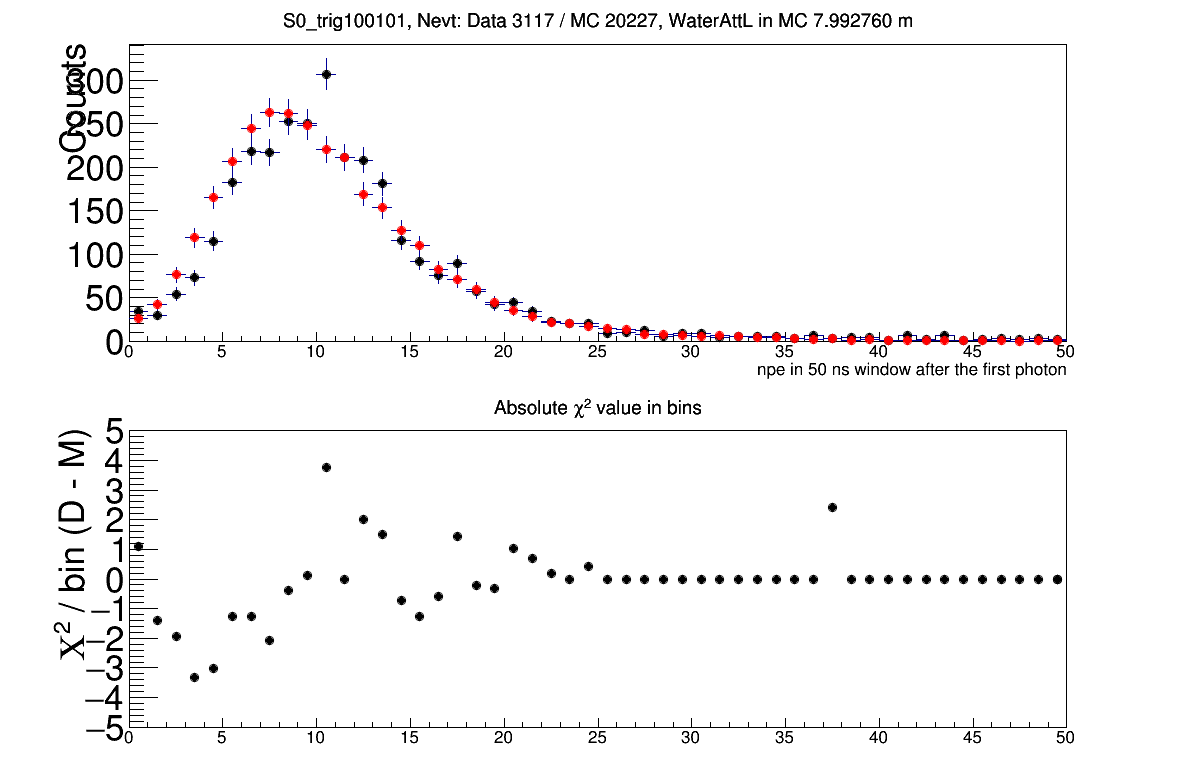 S0_trig100101, Nevt: Data 3117 / MC 20227, WaterAttL in MC 7.992760 m
Counts
300
250
200
150
100
50
0
0 5 10 15 20 25 30 35 40 45 50
npe in 50 ns window after the first photon
Absolute χ² value in bins
X² / bin (D - M)
5
4
3
2
1
0
−1
−2
−3
−4
−5
0 5 10 15 20 25 30 35 40 45 50